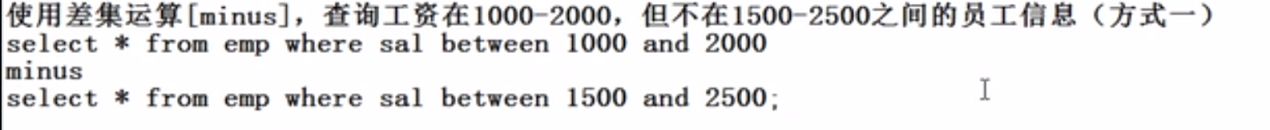 使用差集运算[minus]，查询工资在1000-2000，但不在1500-2500之间的员工信息（方式一）
select * from emp where sal between 1000 and 2000
minus
select * from emp where sal between 1500 and 2500;